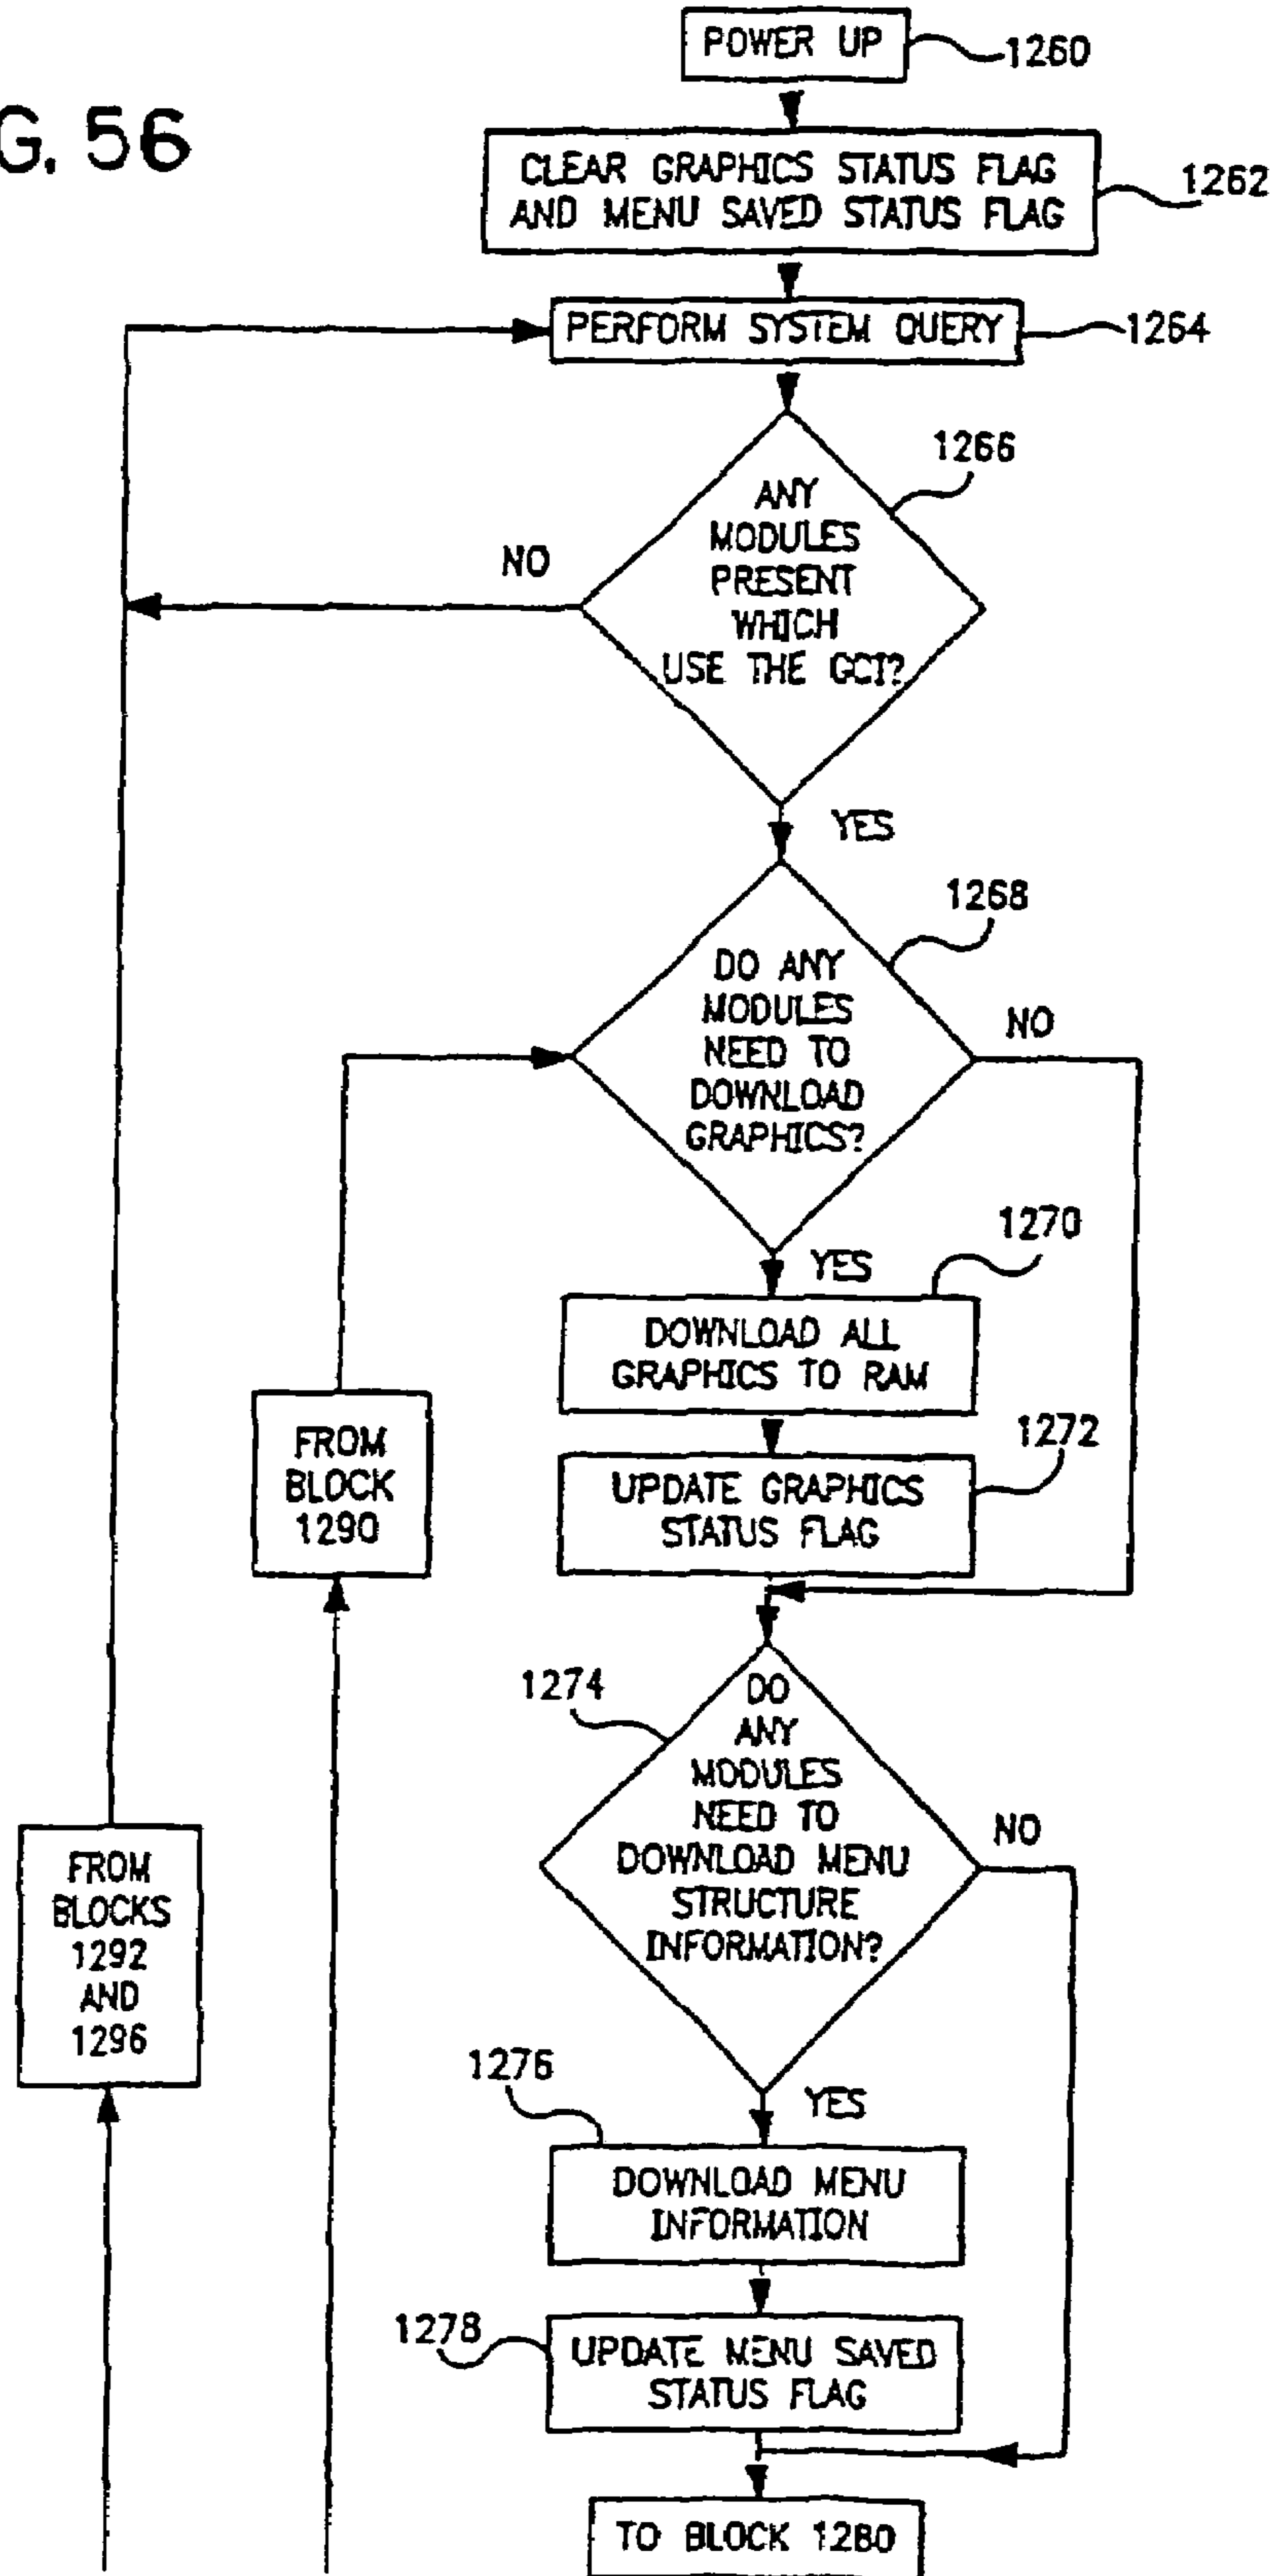 G. 56
POWER UP
1260
CLEAR GRAPHICS STATUS FLAG
AND MENU SAVED STATUS FLAG
1262
PERFORM SYSTEM QUERY
1264
1266
ANY
MODULES
PRESENT
WHICH
USE THE GCI?
NO
YES
1268
DO ANY
MODULES
NEED TO
DOWNLOAD
GRAPHICS?
NO
YES
1270
DOWNLOAD ALL
GRAPHICS TO RAM
1272
UPDATE GRAPHICS
STATUS FLAG
FROM
BLOCK
1290
1274
DO
ANY
MODULES
NEED TO
DOWNLOAD MENU
STRUCTURE
INFORMATION?
NO
YES
FROM
BLOCKS
1292
AND
1296
1276
DOWNLOAD MENU
INFORMATION
1278
UPDATE MENU SAVED
STATUS FLAG
TO BLOCK 1280